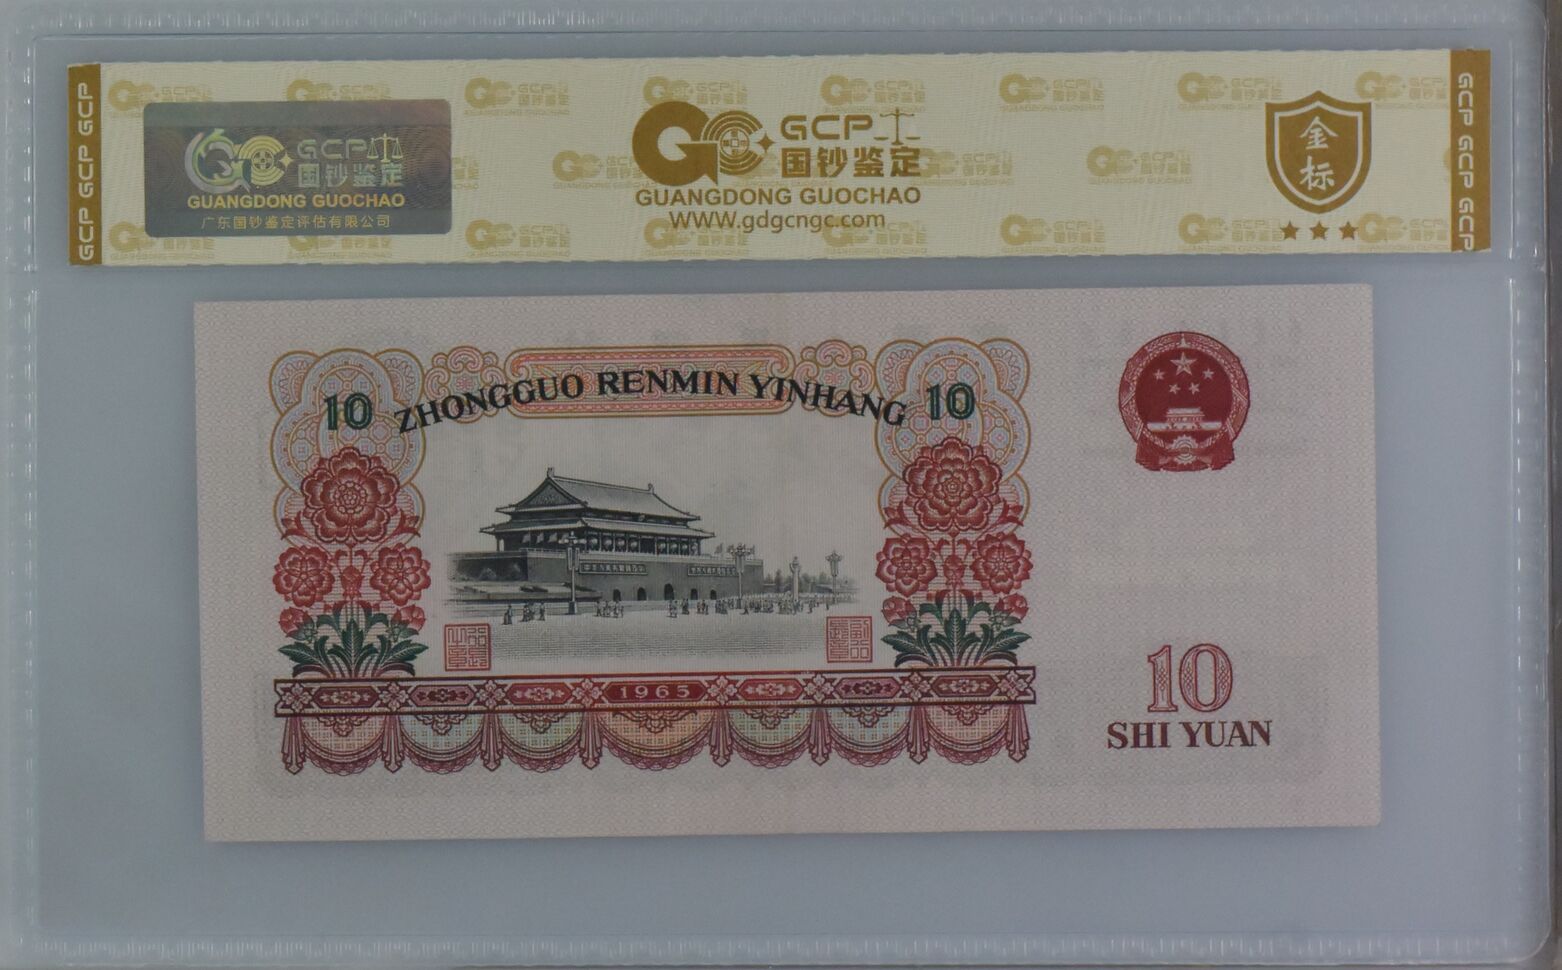 GCP GCP GCP
GCP
国钞鉴定
GUANGDONG GUOCHAO
广东国钞鉴定评估有限公司
GCP
国钞鉴定
GUANGDONG GUOCHAO
WWW.gdgcngc.com
金
标
GCP GCP GCP
10 ZHONGGUO RENMIN YINHANG 10
1965
10
SHI YUAN